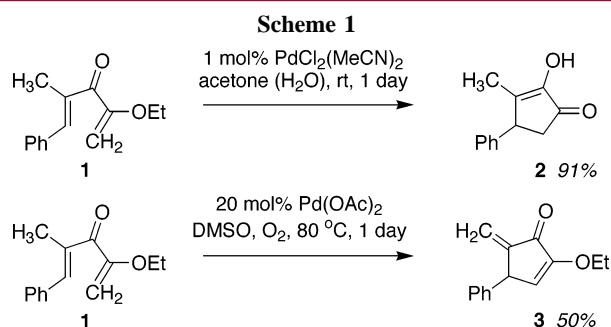 Scheme 1
1 mol% PdCl2(MeCN)2
acetone (H2O), rt, 1 day
H3C
O
OEt
Ph
CH2
1
OH
H3C
O
Ph
2 91%
20 mol% Pd(OAc)2
DMSO, O2, 80 °C, 1 day
H3C
O
OEt
Ph
CH2
1
H2C
O
OEt
Ph
3 50%